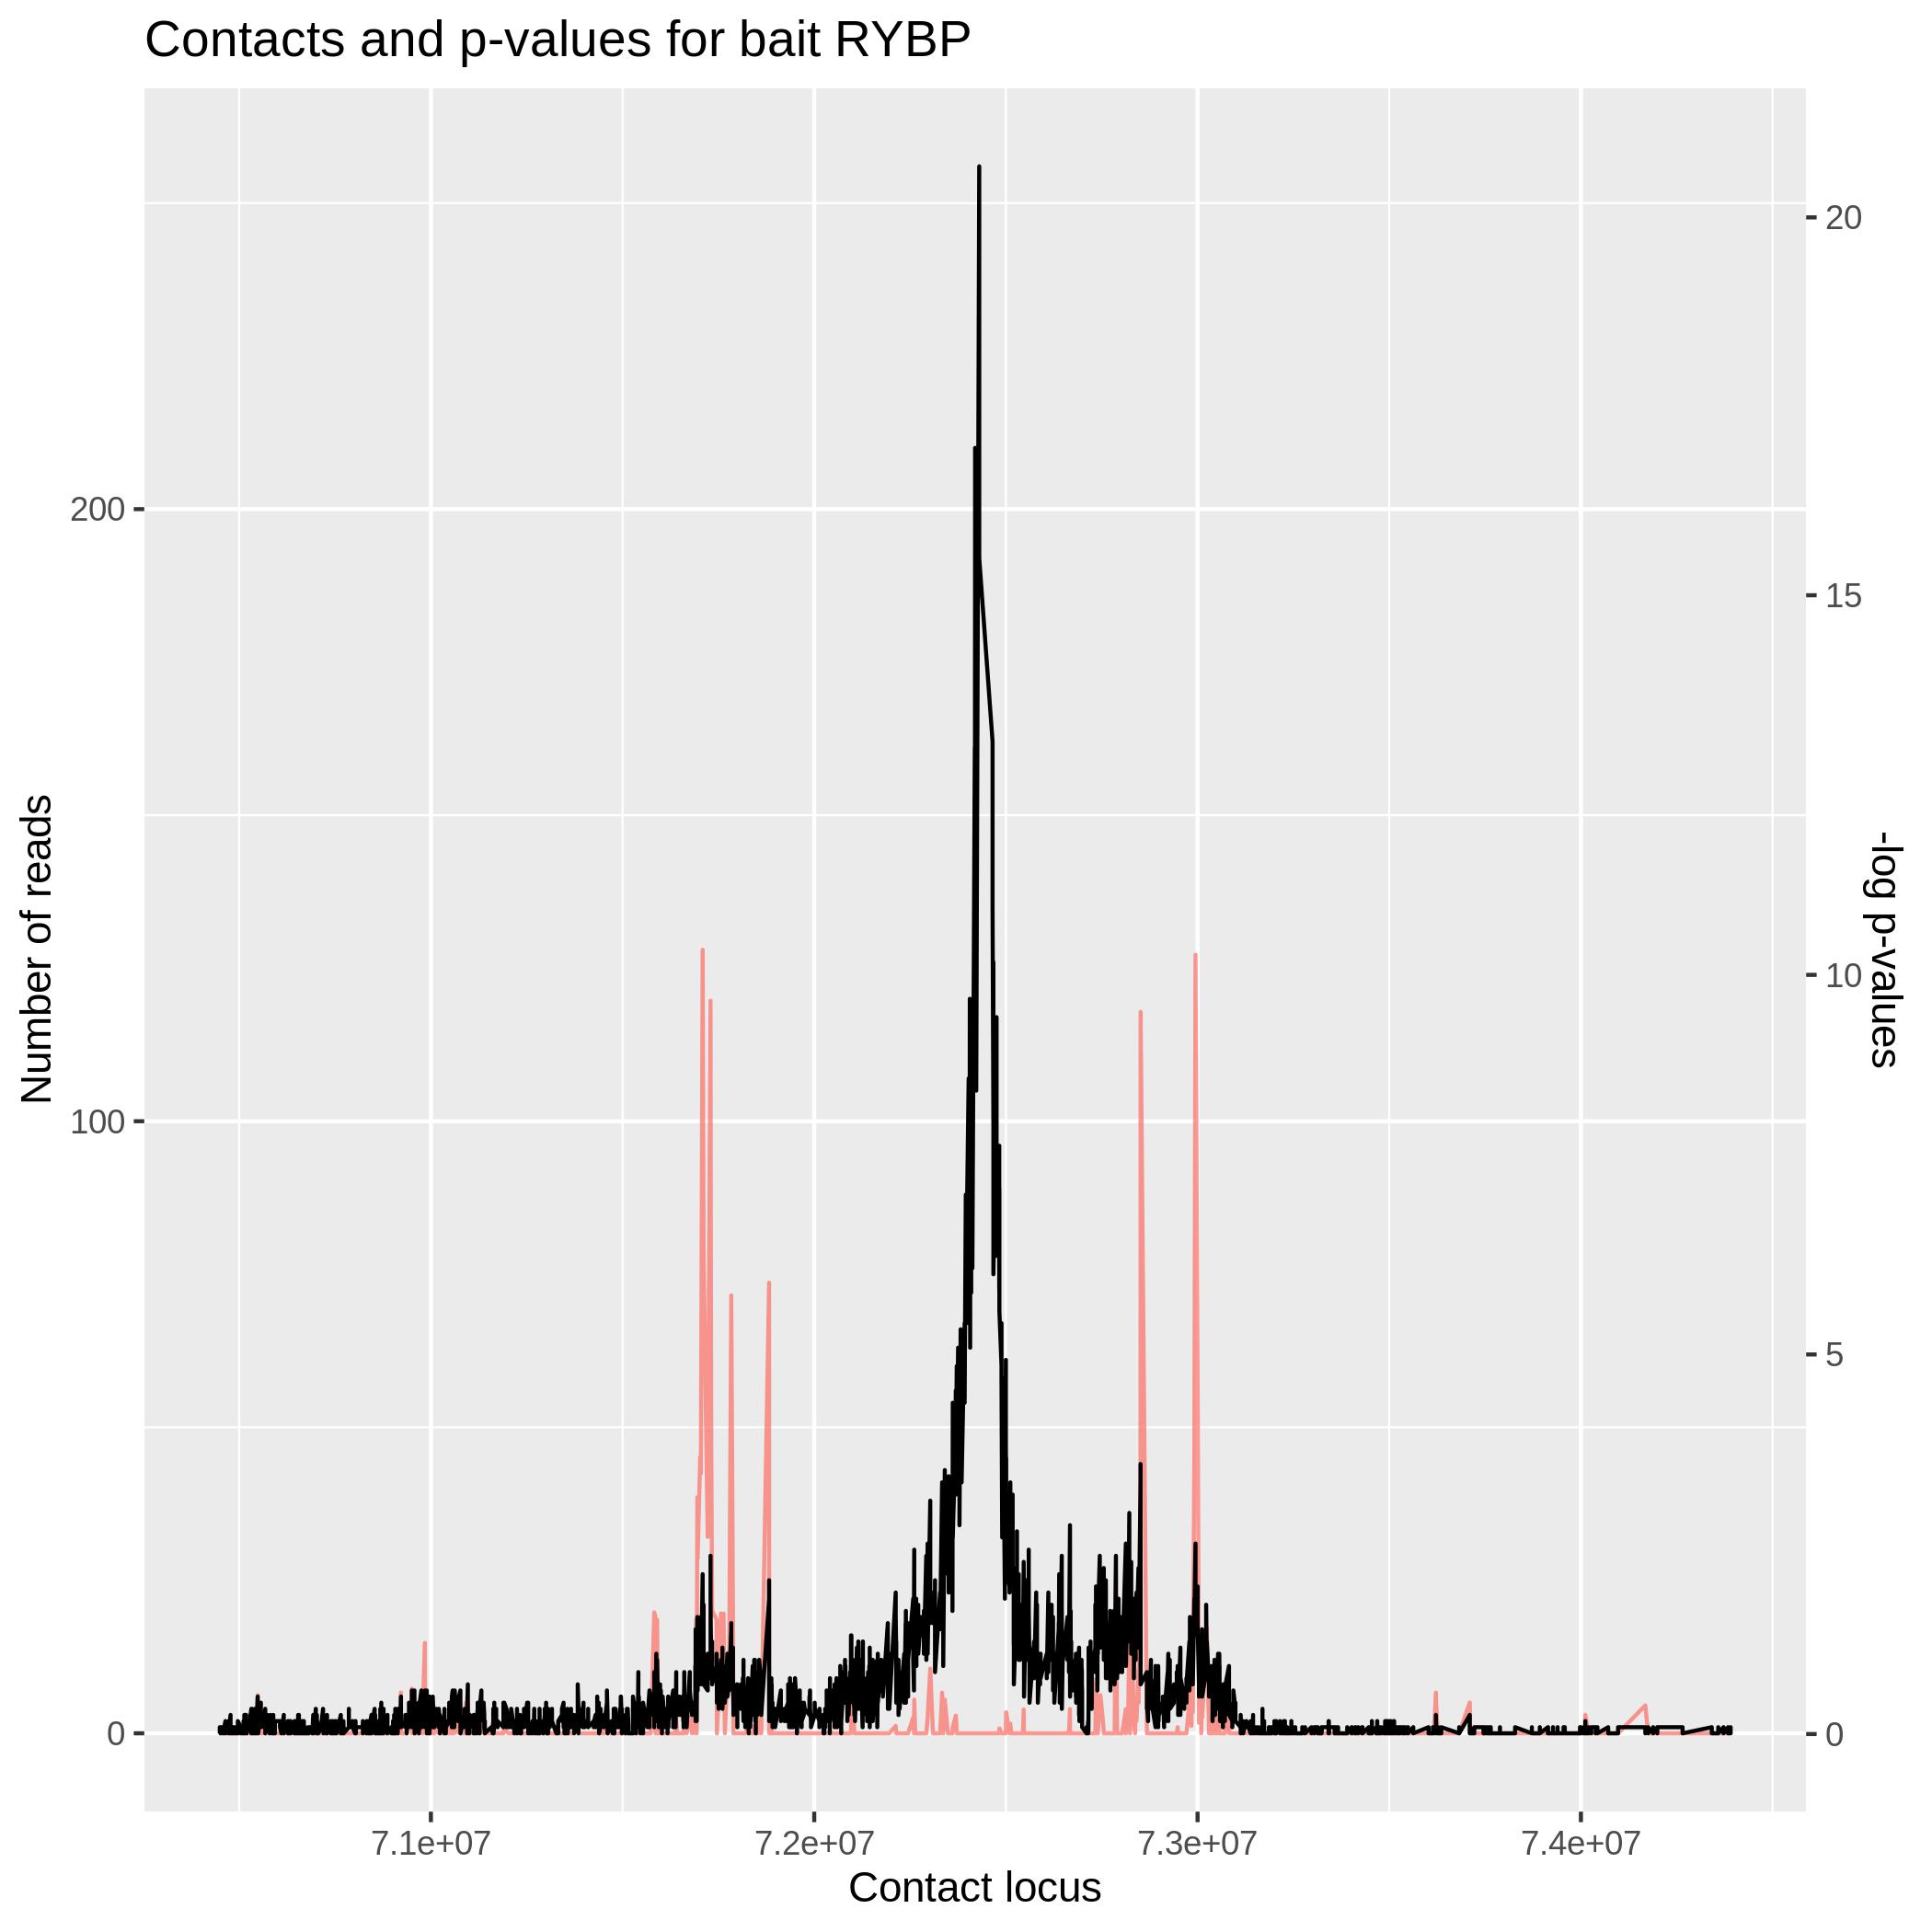 Contacts and p-values for bait RYBP
Number of reads
200
100
0
20
15
10
5
0
-log p-values
7.1e+07
7.2e+07
7.3e+07
7.4e+07
Contact locus